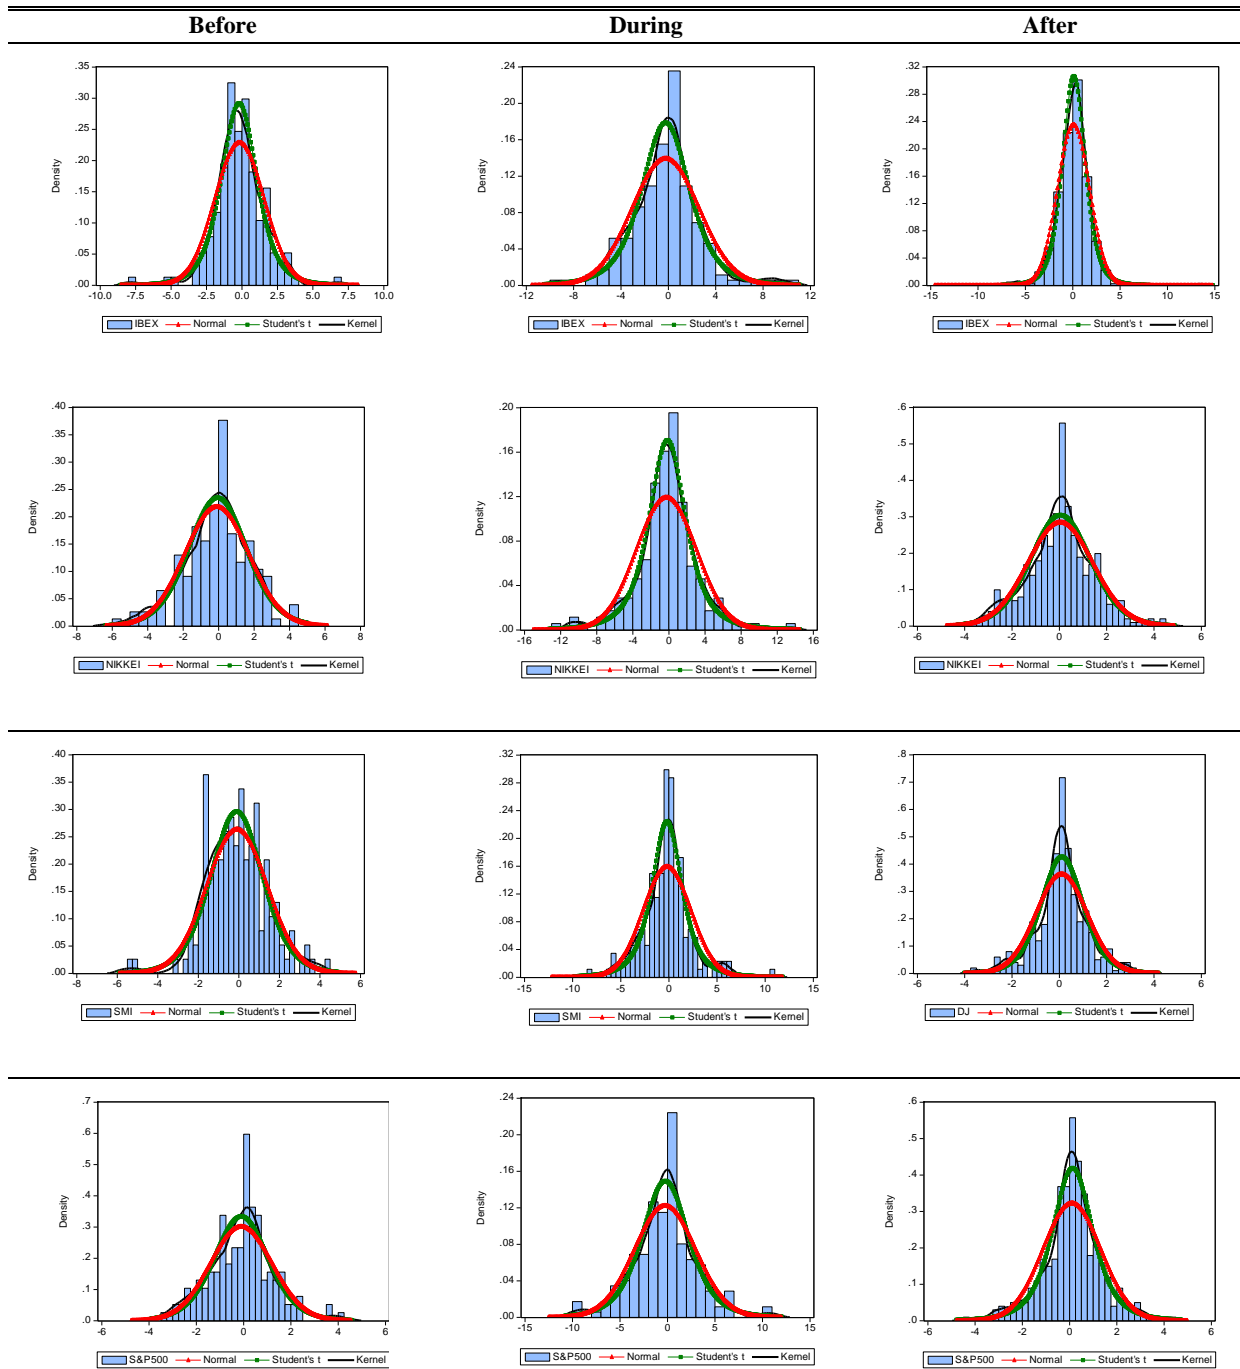 Before During After
.35
.30
.25
.20
.15
.10
.05
.00
Density
-10.0 -7.5 -5.0 -2.5 0.0 2.5 5.0 7.5 10.0
IBEX Normal Student's t Kernel
.24
.20
.16
.12
.08
.04
.00
Density
-12 -8 -4 0 4 8 12
IBEX Normal Student's t Kernel
.32
.28
.24
.20
.16
.12
.08
.04
.00
Density
-15 -10 -5 0 5 10 15
IBEX Normal Student's t Kernel
.40
.35
.30
.25
.20
.15
.10
.05
.00
Density
-8 -6 -4 -2 0 2 4 6 8
NIKKEI Normal Student's t Kernel
.20
.16
.12
.08
.04
.00
Density
-16 -12 -8 -4 0 4 8 12 16
NIKKEI Normal Student's t Kernel
.6
.5
.4
.3
.2
.1
.0
Density
-6 -4 -2 0 2 4 6
NIKKEI Normal Student's t Kernel
.40
.35
.30
.25
.20
.15
.10
.05
.00
Density
-8 -6 -4 -2 0 2 4 6
SMI Normal Student's t Kernel
.32
.28
.24
.20
.16
.12
.08
.04
.00
Density
-15 -10 -5 0 5 10 15
SMI Normal Student's t Kernel
.8
.7
.6
.5
.4
.3
.2
.1
.0
Density
-6 -4 -2 0 2 4 6
DJ Normal Student's t Kernel
.7
.6
.5
.4
.3
.2
.1
.0
Density
-6 -4 -2 0 2 4 6
S&P500 Normal Student's t Kernel
.24
.20
.16
.12
.08
.04
.00
Density
-15 -10 -5 0 5 10 15
S&P500 Normal Student's t Kernel
.6
.5
.4
.3
.2
.1
.0
Density
-6 -4 -2 0 2 4 6
S&P500 Normal Student's t Kernel